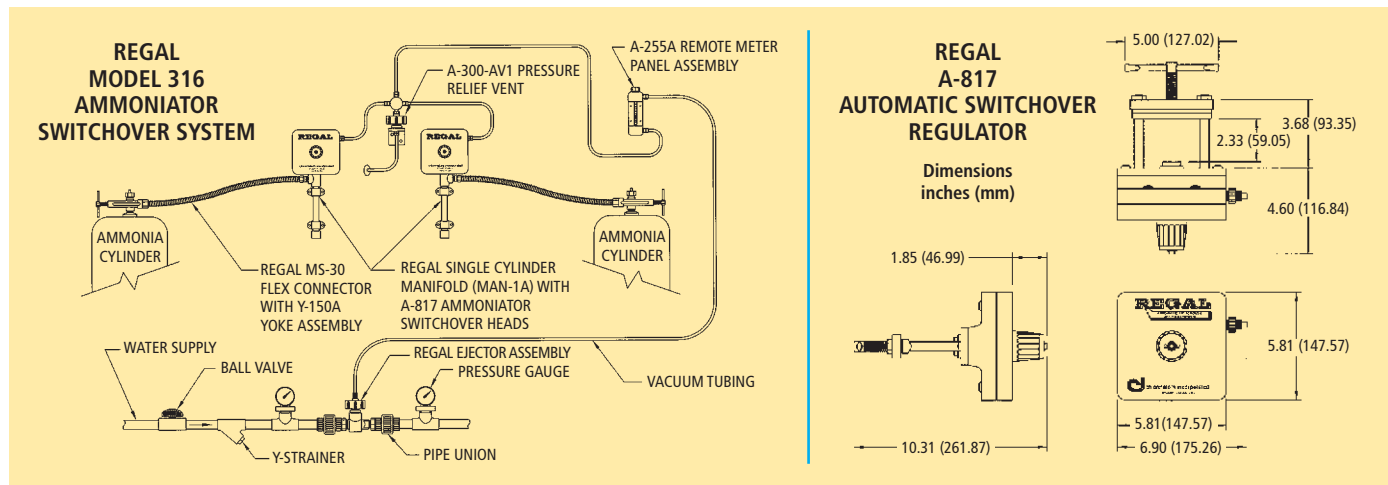 REGAL
MODEL 316
AMMONIATOR
SWITCHOVER SYSTEM
A-300-AV1 PRESSURE
RELIEF VENT
A-255A REMOTE METER
PANEL ASSEMBLY
REGAL
REGAL
AMMONIA
CYLINDER
AMMONIA
CYLINDER
REGAL MS-30
FLEX CONNECTOR
WITH Y-150A
YOKE ASSEMBLY
REGAL SINGLE CYLINDER
MANIFOLD (MAN-1A) WITH
A-817 AMMONIATOR
SWITCHOVER HEADS
WATER SUPPLY
BALL VALVE
REGAL EJECTOR ASSEMBLY
PRESSURE GAUGE
VACUUM TUBING
Y-STRAINER
PIPE UNION
REGAL
A-817
AUTOMATIC SWITCHOVER
REGULATOR
Dimensions
inches (mm)
5.00 (127.02)
3.68 (93.35)
2.33 (59.05)
4.60 (116.84)
1.85 (46.99)
10.31 (261.87)
REGAL
5.81 (147.57)
5.81(147.57)
6.90 (175.26)